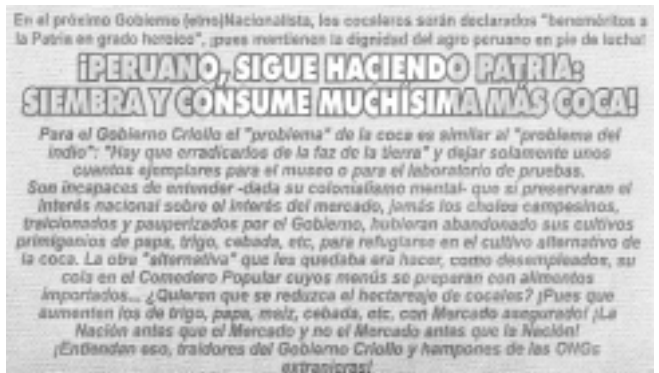 En el próximo Gobierno (etno)Nacionalista, los cocaleros serán declarados "beneméritos a
la Patria en grado heroico", ¡pues mantienen la dignidad del agro peruano en pie de lucha!
¡PERUANO, SIGUE HACIENDO PATRIA:
SIEMBRA Y CONSUME MUCHÍSIMA MÁS COCA!
Para el Gobierno Criollo el "problema" de la coca es similar al "problema del
indio": "Hay que erradicarlos de la faz de la tierra" y dejar solamente unos
cuantos ejemplares para el museo o para el laboratorio de pruebas.
Son incapaces de entender -dada su colonialismo mental- que si preservaran el
interés nacional sobre el interés del mercado, jamás los cholos campesinos,
traicionados y pauperizados por el Gobierno, hubieran abandonado sus cultivos
primigenios de papa, trigo, cebada, etc, para refugiarse en el cultivo alternativo de
la coca. La otra "alternativa" que les quedaba era hacer, como desempleados, su
cola en el Comedero Popular cuyos menús se preparan con alimentos
importados... ¿Quieren que se reduzca el hectareaje de cocales? ¡Pues que
aumenten los de trigo, papa, maíz, cebada, etc, con Mercado asegurado! ¡La
Nación antes que el Mercado y no el Mercado antes que la Nación!
¡Entiendan eso, traidores del Gobierno Criollo y hampones de las ONGs
extranjeras!